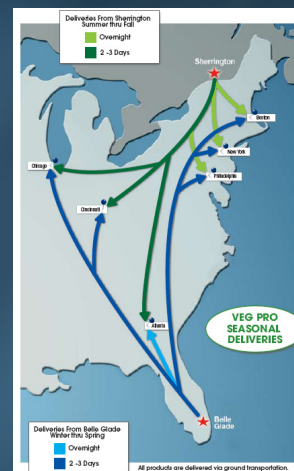 Deliveries From Sherrington
Summer thru Fall
Overnight
2 -3 Days
Sherrington
Boston
New York
Chicago
Cincinnati
Philadelphia
Atlanta
VEG PRO
SEASONAL
DELIVERIES
Belle
Glade
Deliveries From Belle Glade
Winter thru Spring
Overnight
2 -3 Days
All products are delivered via ground transportation